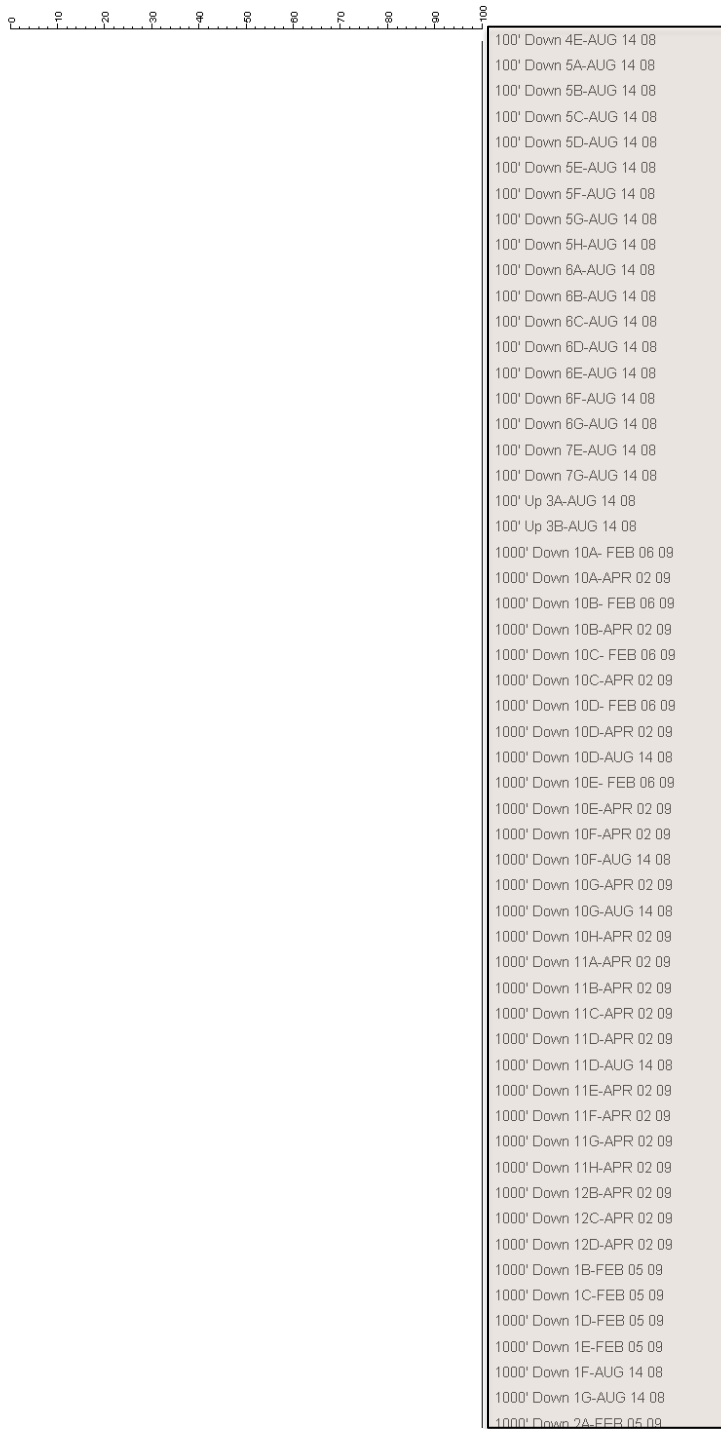 0 10 20 30 40 50 60 70 80 90 100
100' Down 4E-AUG 14 08
100' Down 5A-AUG 14 08
100' Down 5B-AUG 14 08
100' Down 5C-AUG 14 08
100' Down 5D-AUG 14 08
100' Down 5E-AUG 14 08
100' Down 5F-AUG 14 08
100' Down 5G-AUG 14 08
100' Down 5H-AUG 14 08
100' Down 6A-AUG 14 08
100' Down 6B-AUG 14 08
100' Down 6C-AUG 14 08
100' Down 6D-AUG 14 08
100' Down 6E-AUG 14 08
100' Down 6F-AUG 14 08
100' Down 6G-AUG 14 08
100' Down 7E-AUG 14 08
100' Down 7G-AUG 14 08
100' Up 3A-AUG 14 08
100' Up 3B-AUG 14 08
1000' Down 10A- FEB 06 09
1000' Down 10A-APR 02 09
1000' Down 10B- FEB 06 09
1000' Down 10B-APR 02 09
1000' Down 10C- FEB 06 09
1000' Down 10C-APR 02 09
1000' Down 10D- FEB 06 09
1000' Down 10D-APR 02 09
1000' Down 10D-AUG 14 08
1000' Down 10E- FEB 06 09
1000' Down 10E-APR 02 09
1000' Down 10F-APR 02 09
1000' Down 10F-AUG 14 08
1000' Down 10G-APR 02 09
1000' Down 10G-AUG 14 08
1000' Down 10H-APR 02 09
1000' Down 11A-APR 02 09
1000' Down 11B-APR 02 09
1000' Down 11C-APR 02 09
1000' Down 11D-APR 02 09
1000' Down 11D-AUG 14 08
1000' Down 11E-APR 02 09
1000' Down 11F-APR 02 09
1000' Down 11G-APR 02 09
1000' Down 11H-APR 02 09
1000' Down 12B-APR 02 09
1000' Down 12C-APR 02 09
1000' Down 12D-APR 02 09
1000' Down 1B-FEB 05 09
1000' Down 1C-FEB 05 09
1000' Down 1D-FEB 05 09
1000' Down 1E-FEB 05 09
1000' Down 1F-AUG 14 08
1000' Down 1G-AUG 14 08
1000' Down 2A-FEB 05 09